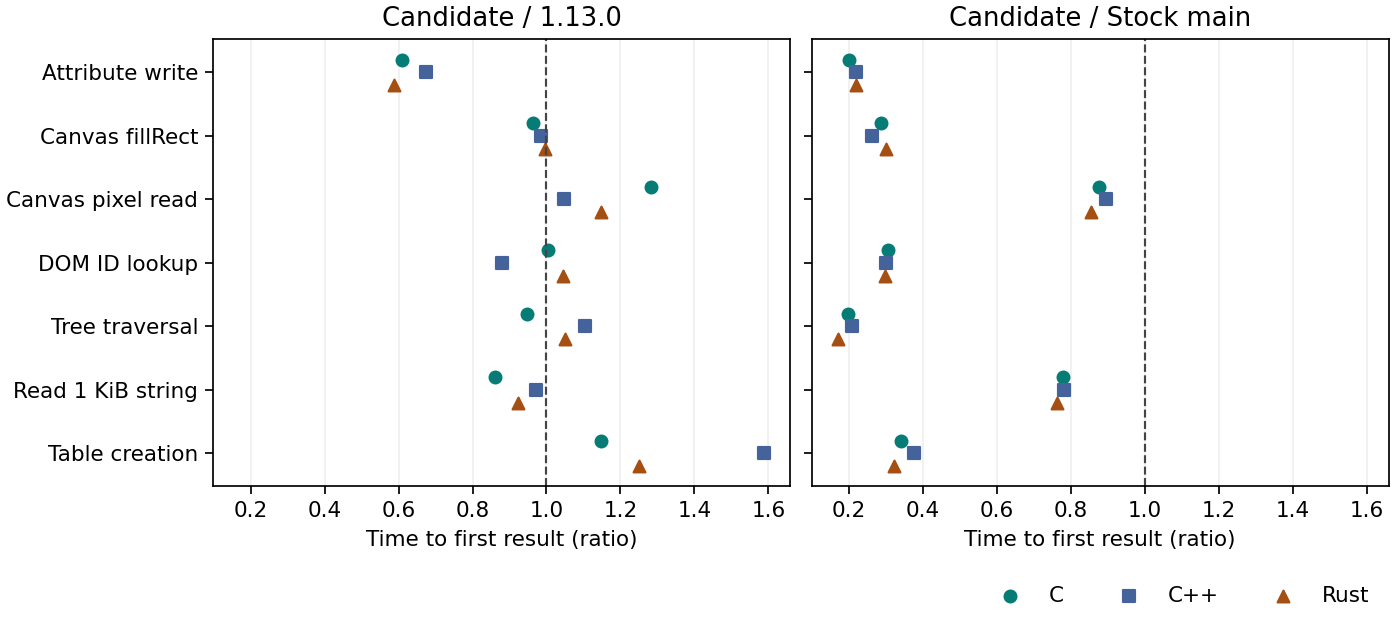 Candidate / 1.13.0
Candidate / Stock main
Attribute write
Canvas fillRect
Canvas pixel read
DOM ID lookup
Tree traversal
Read 1 KiB string
Table creation
0.2 0.4 0.6 0.8 1.0 1.2 1.4 1.6
0.2 0.4 0.6 0.8 1.0 1.2 1.4 1.6
Time to first result (ratio)
Time to first result (ratio)
C C++ Rust